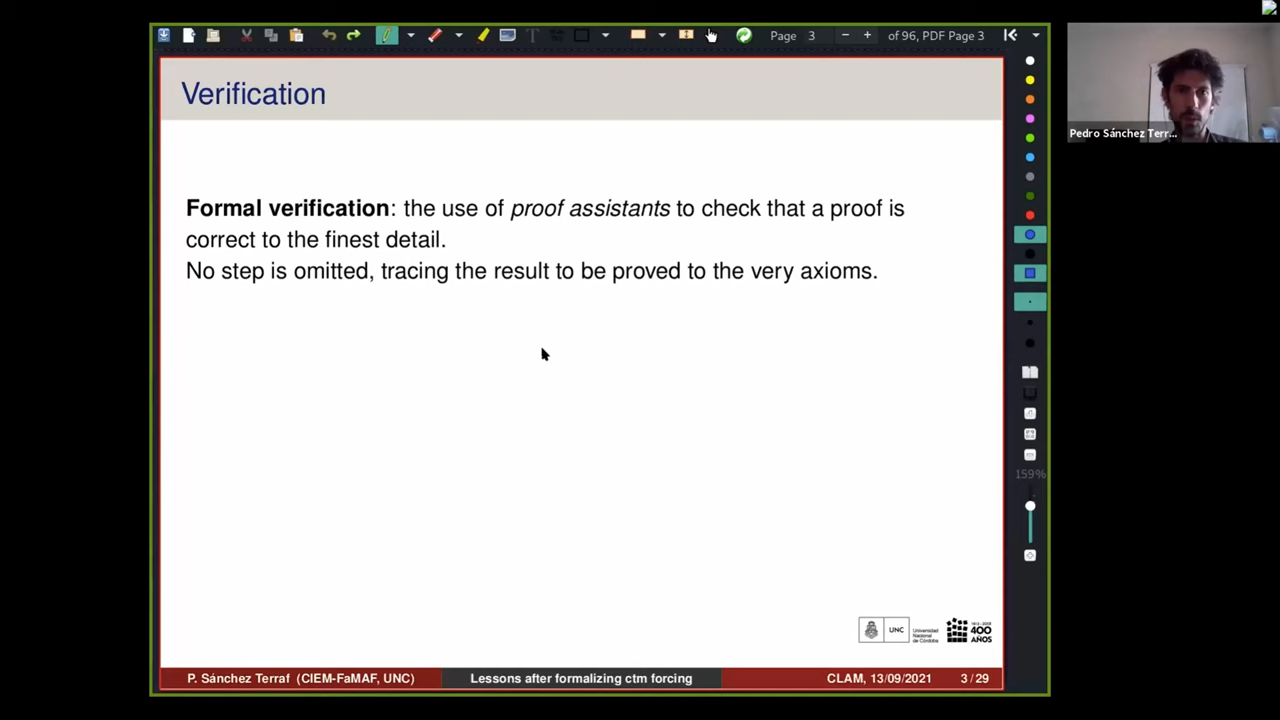 Page 3 of 96, PDF Page 3
Verification
Formal verification: the use of proof assistants to check that a proof is
correct to the finest detail.
No step is omitted, tracing the result to be proved to the very axioms.
Pedro Sánchez Terr...
159%
UNC
Universidad
Nacional
de Córdoba
400
AÑOS
P. Sánchez Terraf (CIEM-FaMAF, UNC)
Lessons after formalizing ctm forcing
CLAM, 13/09/2021
3 / 29